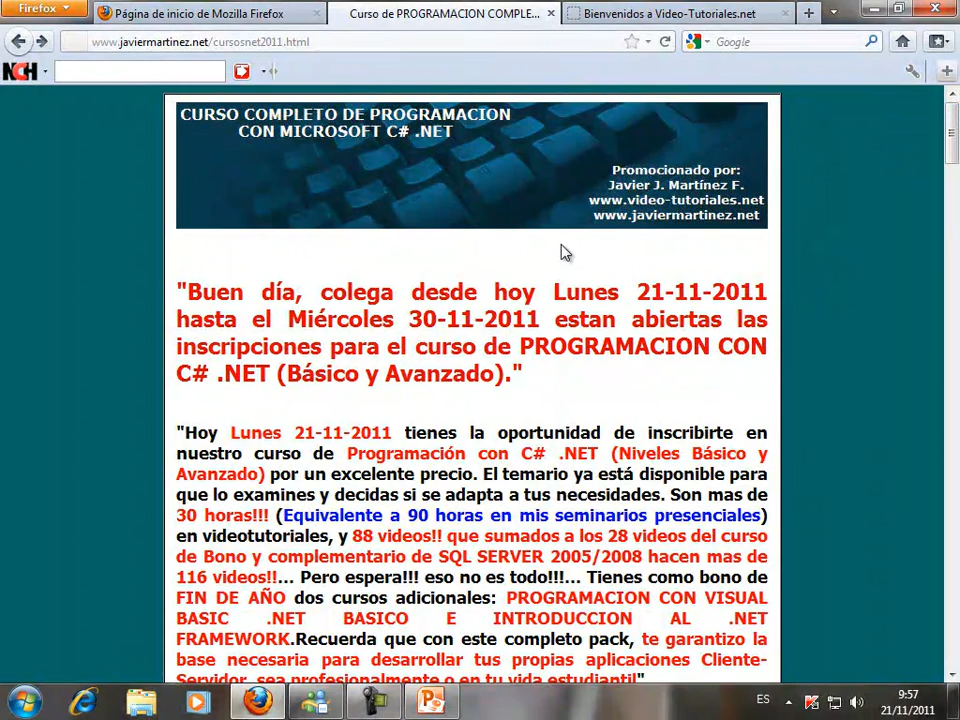 Firefox
Página de inicio de Mozilla Firefox
Curso de PROGRAMACION COMPLE...
Bienvenidos a Video-Tutoriales.net
www.javiermartinez.net/cursosnet2011.html
Google
NCH
CURSO COMPLETO DE PROGRAMACION
CON MICROSOFT C# .NET
Promocionado por:
Javier J. Martínez F.
www.video-tutoriales.net
www.javiermartinez.net
"Buen día, colega desde hoy Lunes 21-11-2011
hasta el Miércoles 30-11-2011 estan abiertas las
inscripciones para el curso de PROGRAMACION CON
C# .NET (Básico y Avanzado)."
"Hoy Lunes 21-11-2011 tienes la oportunidad de inscribirte en
nuestro curso de Programación con C# .NET (Niveles Básico y
Avanzado) por un excelente precio. El temario ya está disponible para
que lo examines y decidas si se adapta a tus necesidades. Son mas de
30 horas!!! (Equivalente a 90 horas en mis seminarios presenciales)
en videotutoriales, y 88 videos!! que sumados a los 28 videos del curso
de Bono y complementario de SQL SERVER 2005/2008 hacen mas de
116 videos!!... Pero espera!!! eso no es todo!!!... Tienes como bono de
FIN DE AÑO dos cursos adicionales: PROGRAMACION CON VISUAL
BASIC .NET BASICO E INTRODUCCION AL .NET
FRAMEWORK.Recuerda que con este completo pack, te garantizo la
base necesaria para desarrollar tus propias aplicaciones Cliente-
Servidor, sea profesionalmente o en tu vida estudiantil"
ES
9:57
21/11/2011